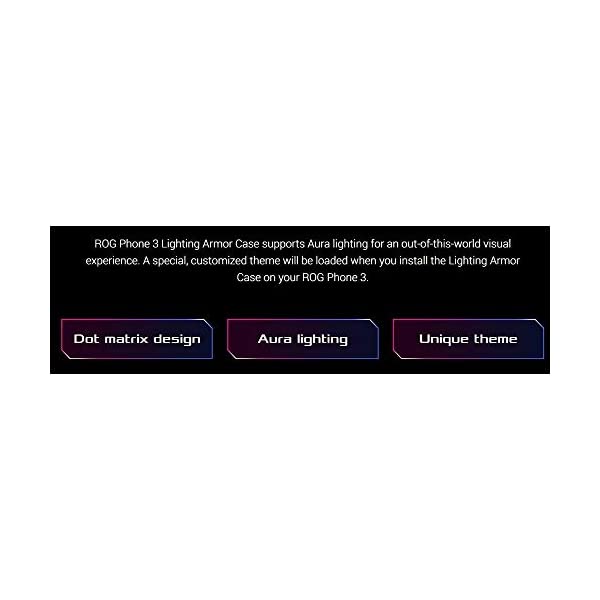 ROG Phone 3 Lighting Armor Case supports Aura lighting for an out-of-this-world visual
experience. A special, customized theme will be loaded when you install the Lighting Armor
Case on your ROG Phone 3.
Dot matrix design
Aura lighting
Unique theme